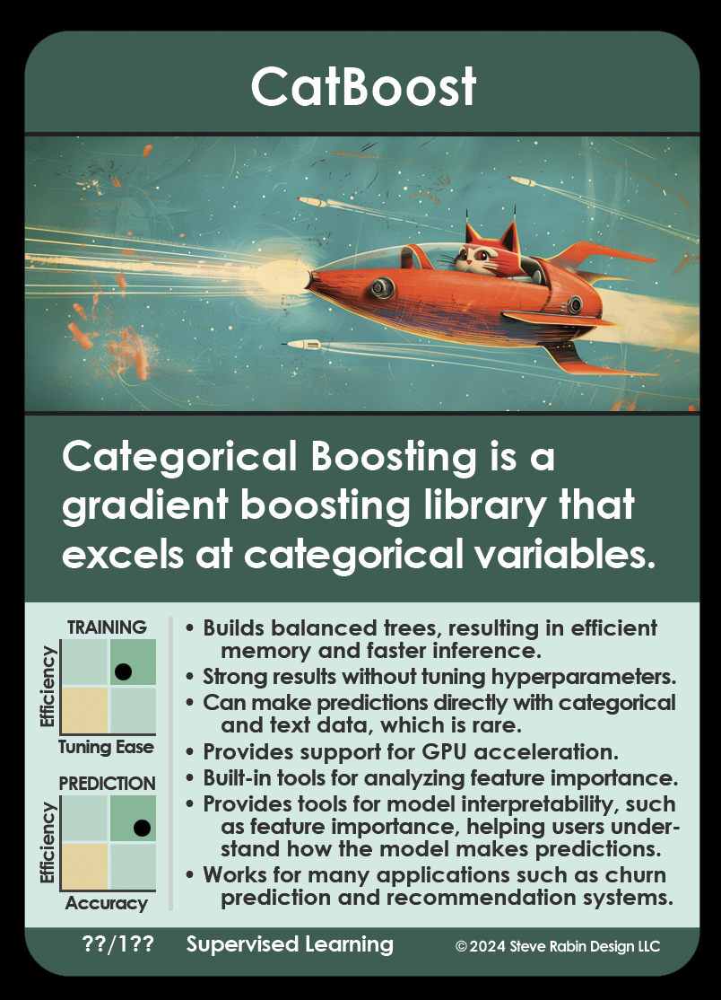 CatBoost
Categorical Boosting is a
gradient boosting library that
excels at categorical variables.
TRAINING
Efficiency
Tuning Ease
PREDICTION
Efficiency
Accuracy
• Builds balanced trees, resulting in efficient
memory and faster inference.
• Strong results without tuning hyperparameters.
• Can make predictions directly with categorical
and text data, which is rare.
• Provides support for GPU acceleration.
• Built-in tools for analyzing feature importance.
• Provides tools for model interpretability, such
as feature importance, helping users under-
stand how the model makes predictions.
• Works for many applications such as churn
prediction and recommendation systems.
??/1?? Supervised Learning © 2024 Steve Rabin Design LLC